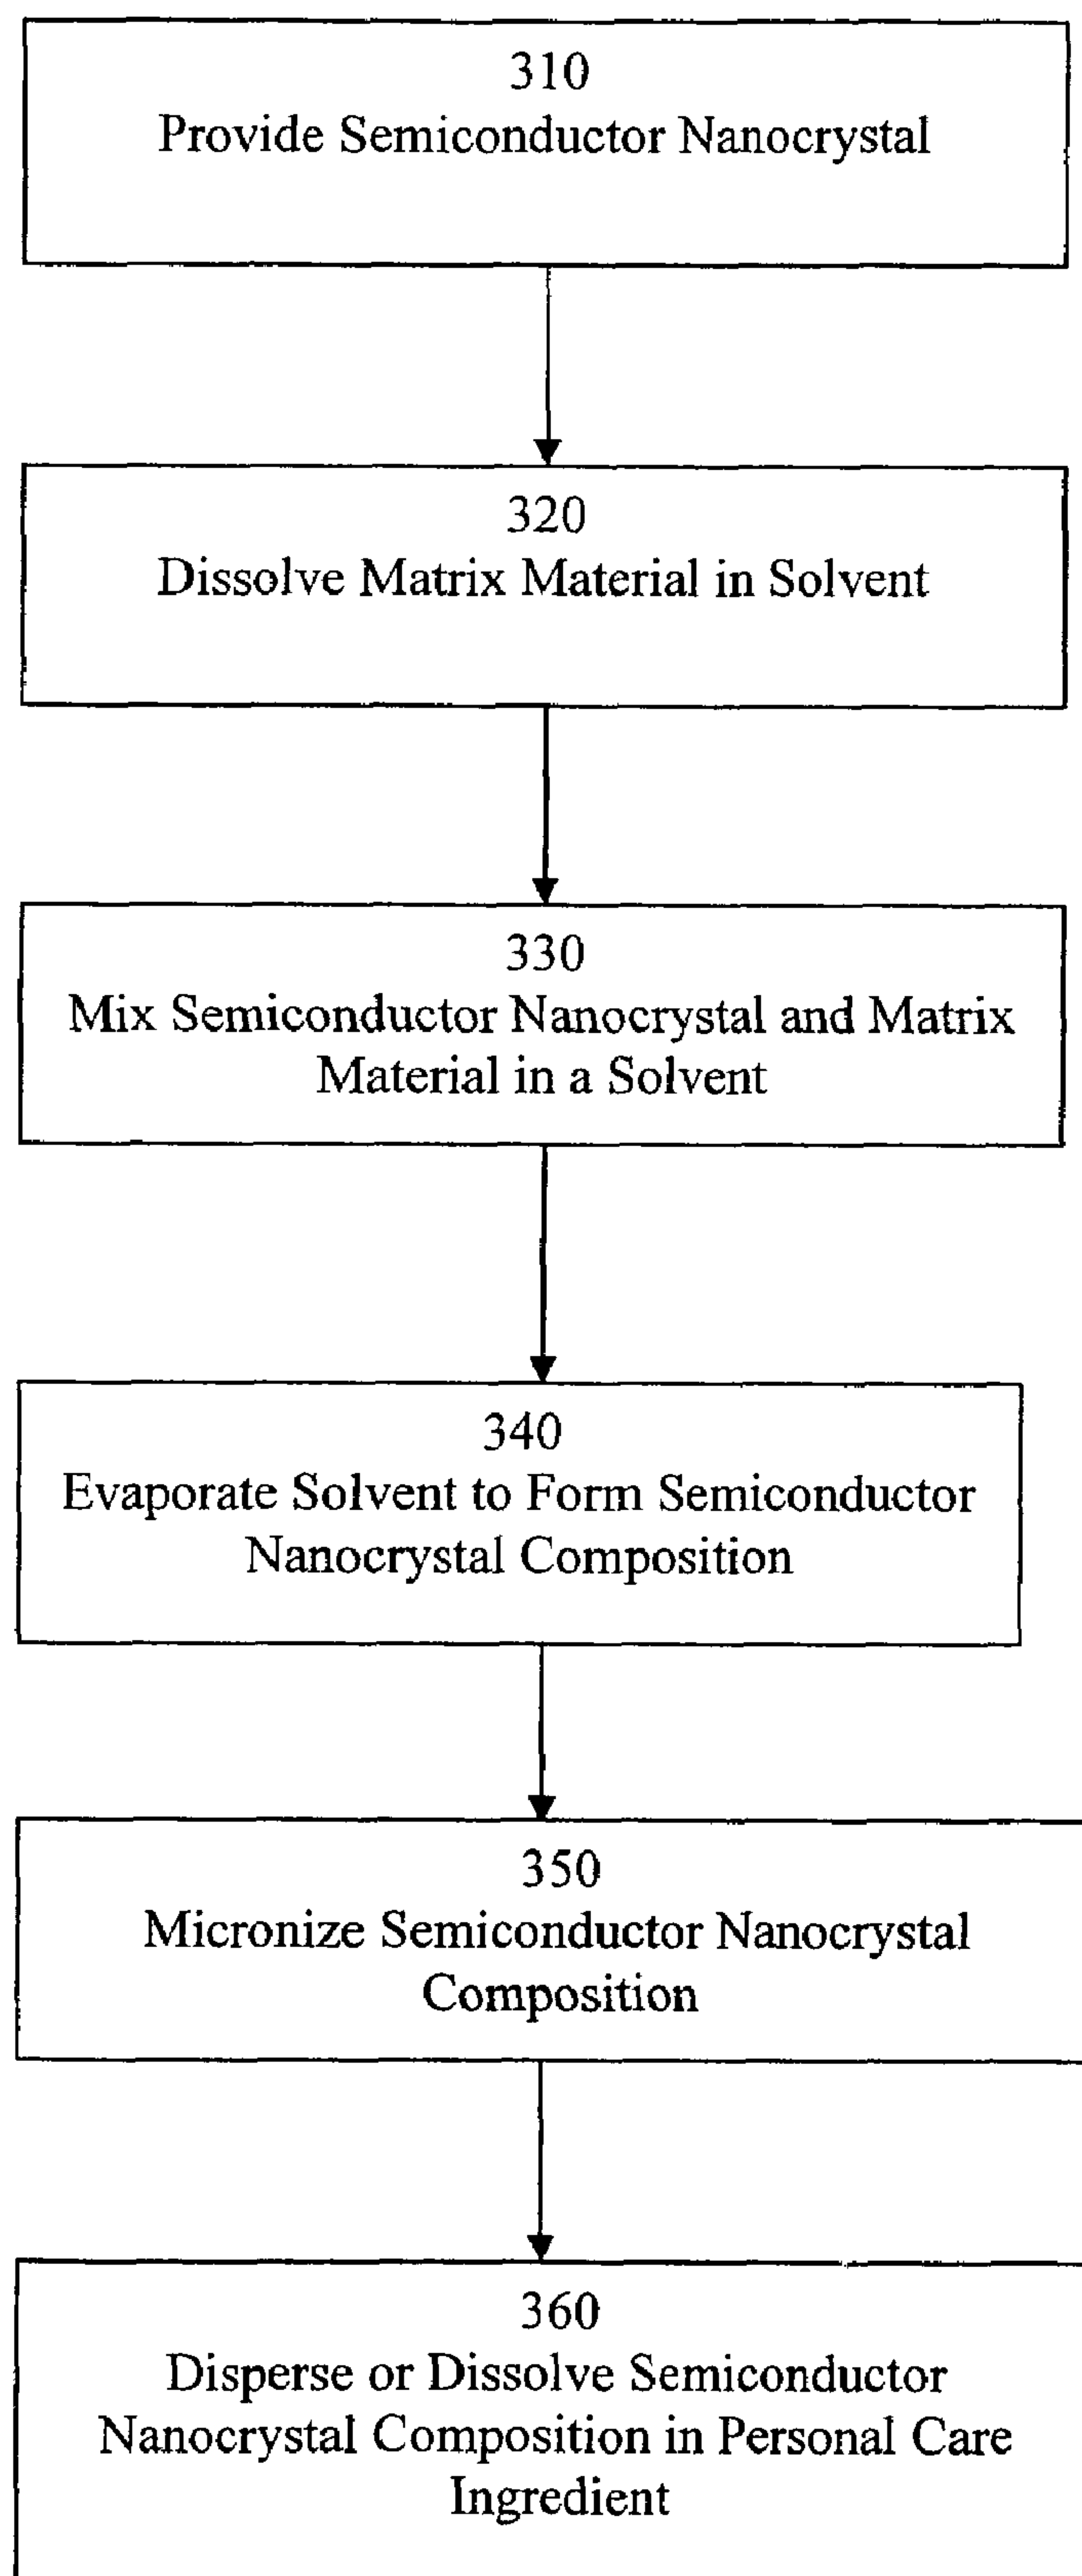 310
Provide Semiconductor Nanocrystal
320
Dissolve Matrix Material in Solvent
330
Mix Semiconductor Nanocrystal and Matrix
Material in a Solvent
340
Evaporate Solvent to Form Semiconductor
Nanocrystal Composition
350
Micronize Semiconductor Nanocrystal
Composition
360
Disperse or Dissolve Semiconductor
Nanocrystal Composition in Personal Care
Ingredient